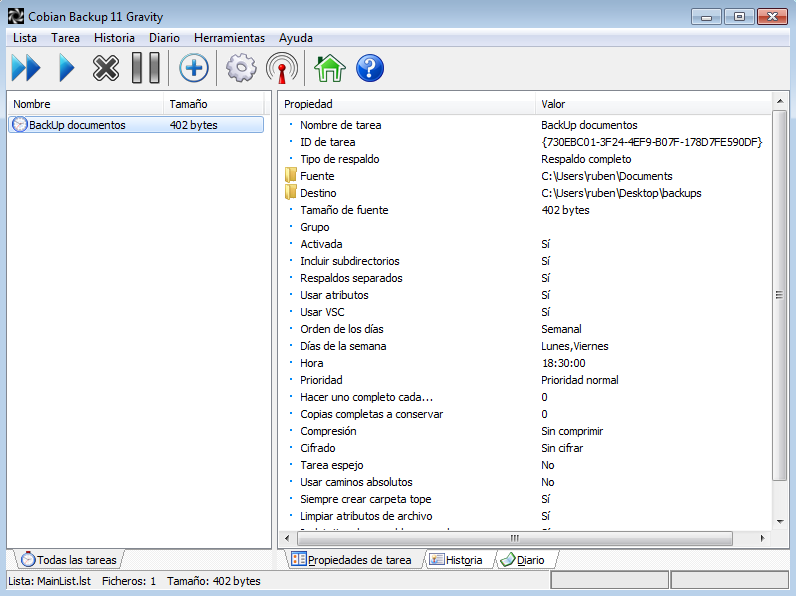 Cobian Backup 11 Gravity
Lista Tarea Historia Diario Herramientas Ayuda
Nombre Tamaño
BackUp documentos 402 bytes
Propiedad Valor
Nombre de tarea BackUp documentos
ID de tarea {730EBC01-3F24-4EF9-B07F-178D7FE590DF}
Tipo de respaldo Respaldo completo
Fuente C:\Users\ruben\Documents
Destino C:\Users\ruben\Desktop\backups
Tamaño de fuente 402 bytes
Grupo
Activada Sí
Incluir subdirectorios Sí
Respaldos separados Sí
Usar atributos Sí
Usar VSC Sí
Orden de los días Semanal
Días de la semana Lunes,Viernes
Hora 18:30:00
Prioridad Prioridad normal
Hacer uno completo cada... 0
Copias completas a conservar 0
Compresión Sin comprimir
Cifrado Sin cifrar
Tarea espejo No
Usar caminos absolutos No
Siempre crear carpeta tope Sí
Limpiar atributos de archivo Sí
Todas las tareas
Propiedades de tarea Historia Diario
Lista: MainList.lst Ficheros: 1 Tamaño: 402 bytes